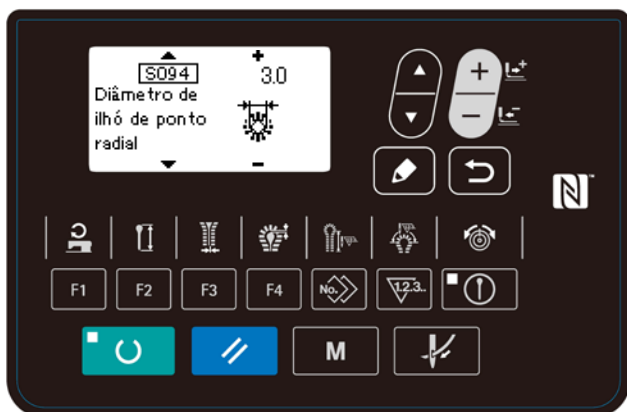 S094
3.0
Diâmetro de
ilhó de ponto
radial
F1
F2
F3
F4
No.
1.2.3..
M